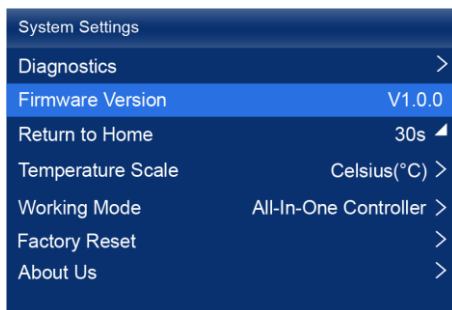 System Settings
Diagnostics >
Firmware Version V1.0.0
Return to Home 30s
Temperature Scale Celsius(°C) >
Working Mode All-In-One Controller >
Factory Reset >
About Us >